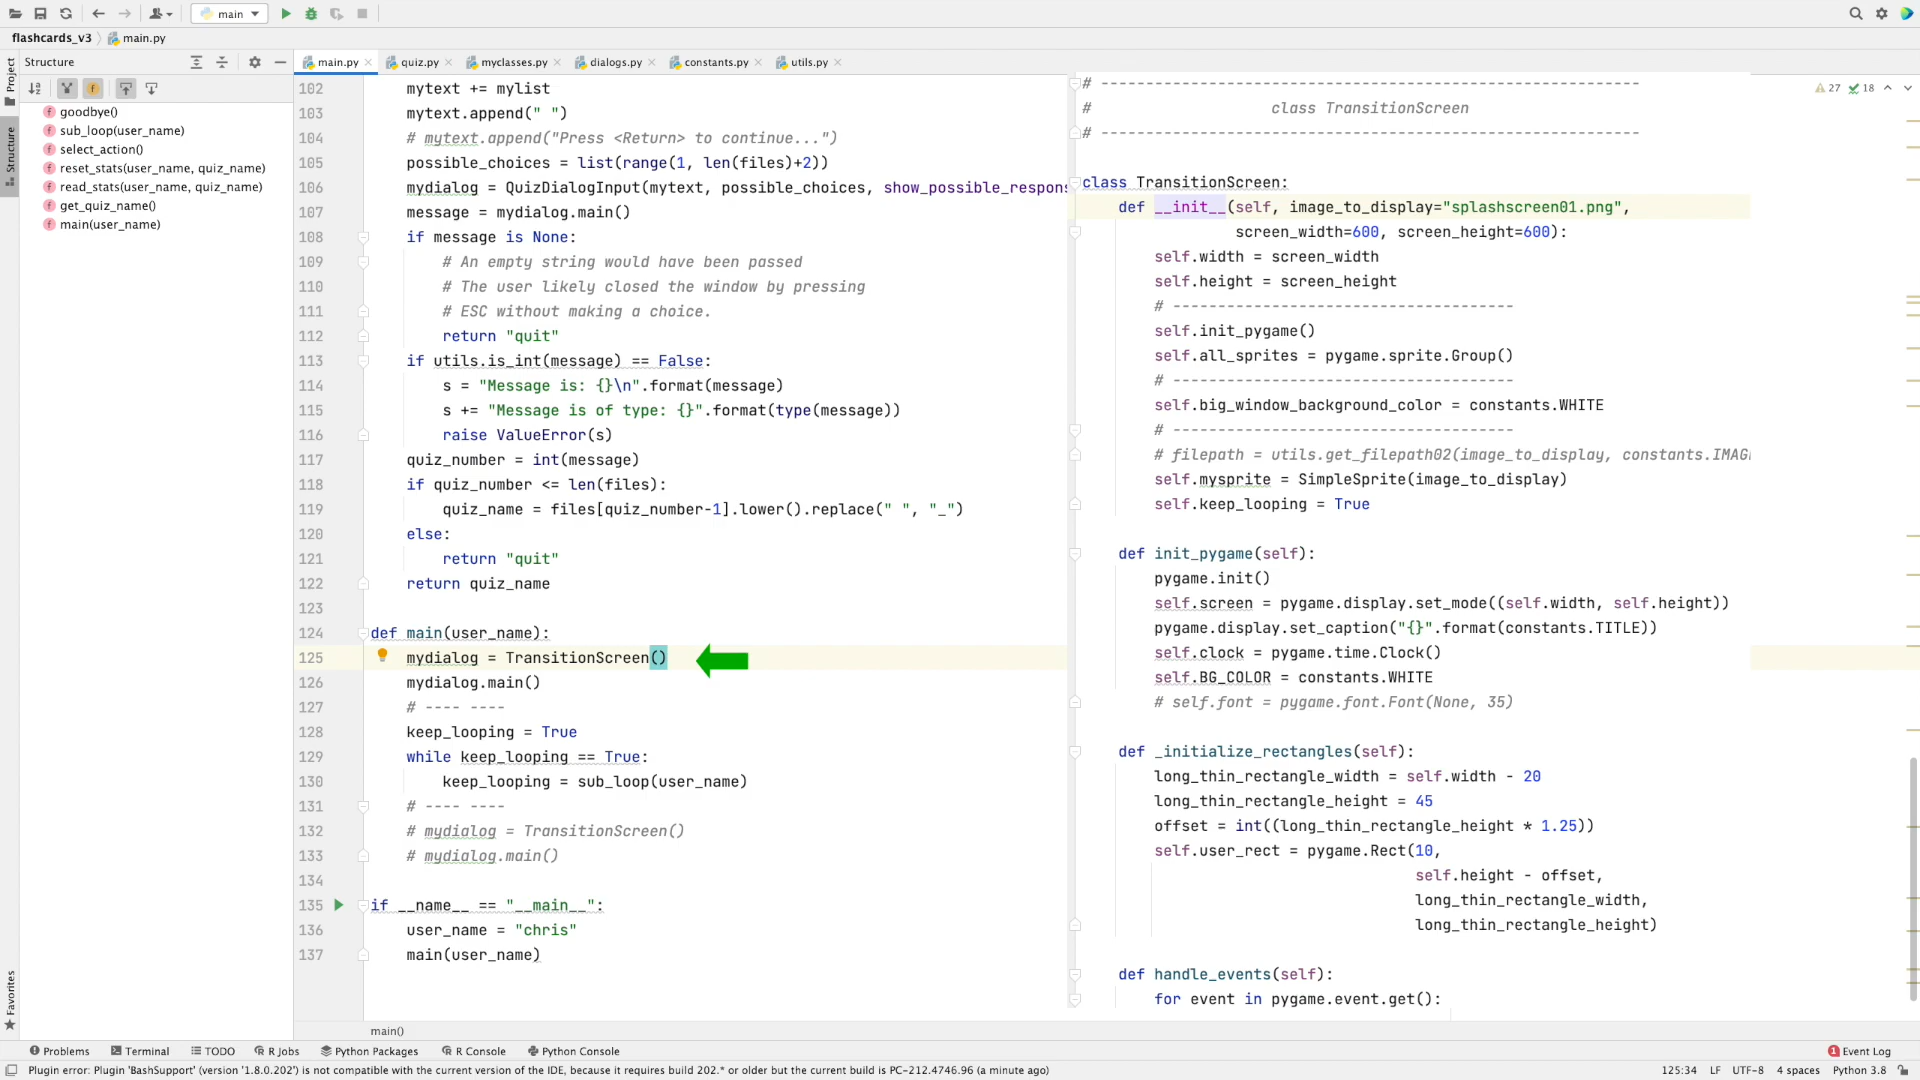 main
flashcards_v3
main.py
Structure
main.py
quiz.py
myclasses.py
dialogs.py
constants.py
utils.py
Project
Structure
Favorites
goodbye()
sub_loop(user_name)
select_action()
reset_stats(user_name, quiz_name)
read_stats(user_name, quiz_name)
get_quiz_name()
main(user_name)
102 mytext += mylist
103 mytext.append(" ")
104 # mytext.append("Press <Return> to continue...")
105 possible_choices = list(range(1, len(files)+2))
106 mydialog = QuizDialogInput(mytext, possible_choices, show_possible_respons
107 message = mydialog.main()
108 if message is None:
109 # An empty string would have been passed
110 # The user likely closed the window by pressing
111 # ESC without making a choice.
112 return "quit"
113 if utils.is_int(message) == False:
114 s = "Message is: {}\n".format(message)
115 s += "Message is of type: {}".format(type(message))
116 raise ValueError(s)
117 quiz_number = int(message)
118 if quiz_number <= len(files):
119 quiz_name = files[quiz_number-1].lower().replace(" ", "_")
120 else:
121 return "quit"
122 return quiz_name
123
124 def main(user_name):
125 mydialog = TransitionScreen()
126 mydialog.main()
127 # ---- ----
128 keep_looping = True
129 while keep_looping == True:
130 keep_looping = sub_loop(user_name)
131 # ---- ----
132 # mydialog = TransitionScreen()
133 # mydialog.main()
134
135 if __name__ == "__main__":
136 user_name = "chris"
137 main(user_name)
main()
# ------------------------------------------------------------
# class TransitionScreen
# ------------------------------------------------------------
27 18
class TransitionScreen:
def __init__(self, image_to_display="splashscreen01.png",
screen_width=600, screen_height=600):
self.width = screen_width
self.height = screen_height
# --------------------------------------
self.init_pygame()
self.all_sprites = pygame.sprite.Group()
# --------------------------------------
self.big_window_background_color = constants.WHITE
# --------------------------------------
# filepath = utils.get_filepath02(image_to_display, constants.IMAG
self.mysprite = SimpleSprite(image_to_display)
self.keep_looping = True
def init_pygame(self):
pygame.init()
self.screen = pygame.display.set_mode((self.width, self.height))
pygame.display.set_caption("{}".format(constants.TITLE))
self.clock = pygame.time.Clock()
self.BG_COLOR = constants.WHITE
# self.font = pygame.font.Font(None, 35)
def _initialize_rectangles(self):
long_thin_rectangle_width = self.width - 20
long_thin_rectangle_height = 45
offset = int((long_thin_rectangle_height * 1.25))
self.user_rect = pygame.Rect(10,
self.height - offset,
long_thin_rectangle_width,
long_thin_rectangle_height)
def handle_events(self):
for event in pygame.event.get():
Problems
Terminal
TODO
R Jobs
Python Packages
R Console
Python Console
1 Event Log
Plugin error: Plugin 'BashSupport' (version '1.8.0.202') is not compatible with the current version of the IDE, because it requires build 202.* or older but the current build is PC-212.4746.96 (a minute ago)
125:34 LF UTF-8 4 spaces Python 3.8